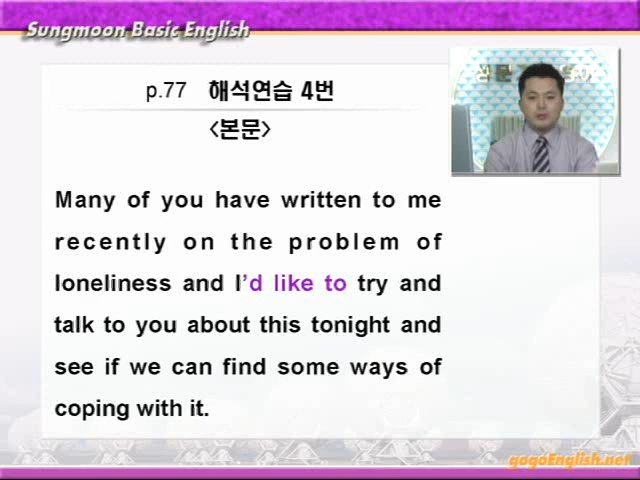 Sungmoon Basic English
p.77 해석연습 4번
<본문>
Many of you have written to me
recently on the problem of
loneliness and I'd like to try and
talk to you about this tonight and
see if we can find some ways of
coping with it.
gogoEnglish.net